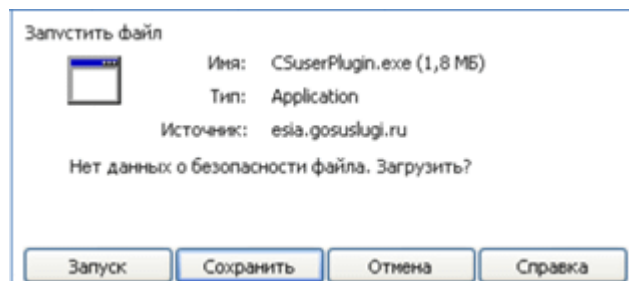 Запустить файл
Имя: CSuserPlugin.exe (1,8 МБ)
Тип: Application
Источник: esia.gosuslugi.ru
Нет данных о безопасности файла. Загрузить?
Запуск Сохранить Отмена Справка